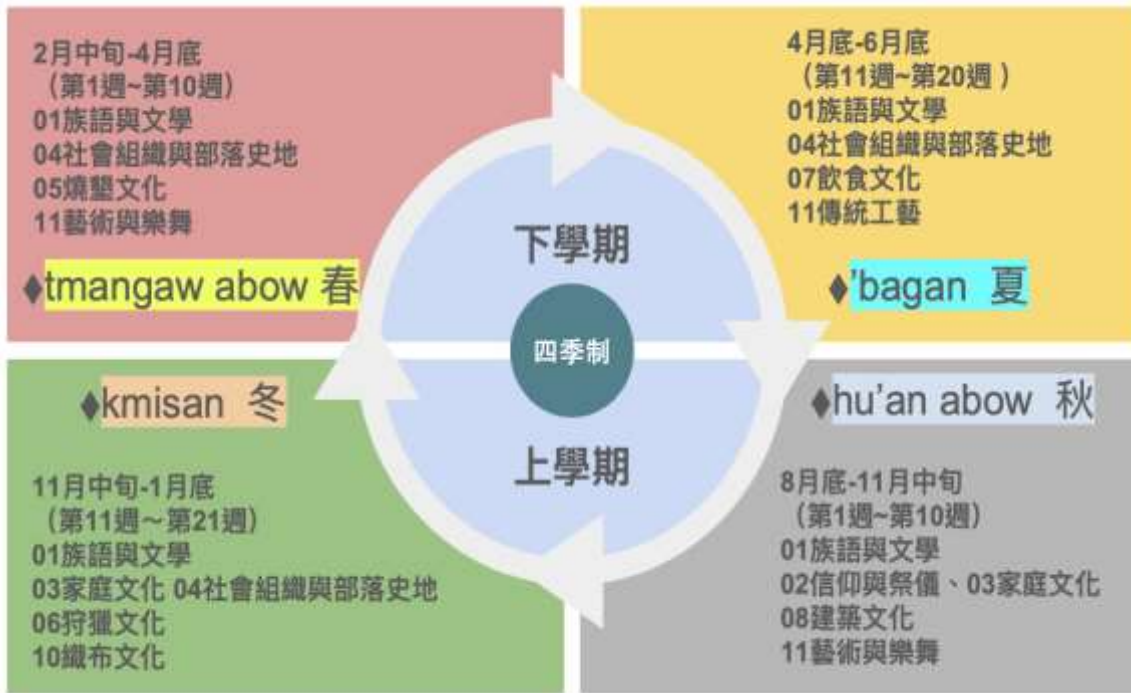 2月中旬-4月底
（第1週~第10週）
01族語與文學
04社會組織與部落史地
05燒墾文化
11藝術與樂舞
◆tmangaw abow 春
4月底-6月底
（第11週~第20週 ）
01族語與文學
04社會組織與部落史地
07飲食文化
11傳統工藝
◆’bagan 夏
下學期
四季制
上學期
◆kmisan 冬
11月中旬-1月底
（第11週～第21週）
01族語與文學
03家庭文化 04社會組織與部落史地
06狩獵文化
10織布文化
◆hu’an abow 秋
8月底-11月中旬
（第1週~第10週）
01族語與文學
02信仰與祭儀、03家庭文化
08建築文化
11藝術與樂舞